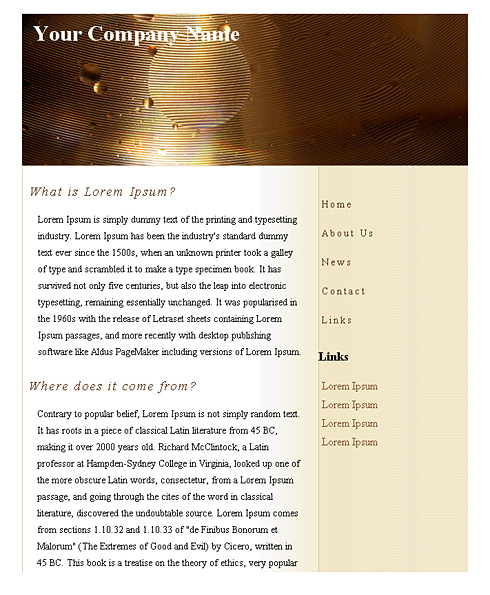 Your Company Name
What is Lorem Ipsum?
Lorem Ipsum is simply dummy text of the printing and typesetting
industry. Lorem Ipsum has been the industry's standard dummy
text ever since the 1500s, when an unknown printer took a galley
of type and scrambled it to make a type specimen book. It has
survived not only five centuries, but also the leap into electronic
typesetting, remaining essentially unchanged. It was popularised in
the 1960s with the release of Letraset sheets containing Lorem
Ipsum passages, and more recently with desktop publishing
software like Aldus PageMaker including versions of Lorem Ipsum.
Where does it come from?
Contrary to popular belief, Lorem Ipsum is not simply random text.
It has roots in a piece of classical Latin literature from 45 BC,
making it over 2000 years old. Richard McClintock, a Latin
professor at Hampden-Sydney College in Virginia, looked up one of
the more obscure Latin words, consectetur, from a Lorem Ipsum
passage, and going through the cites of the word in classical
literature, discovered the undoubtable source. Lorem Ipsum comes
from sections 1.10.32 and 1.10.33 of "de Finibus Bonorum et
Malorum" (The Extremes of Good and Evil) by Cicero, written in
45 BC. This book is a treatise on the theory of ethics, very popular
Home
About Us
News
Contact
Links
Links
Lorem Ipsum
Lorem Ipsum
Lorem Ipsum
Lorem Ipsum